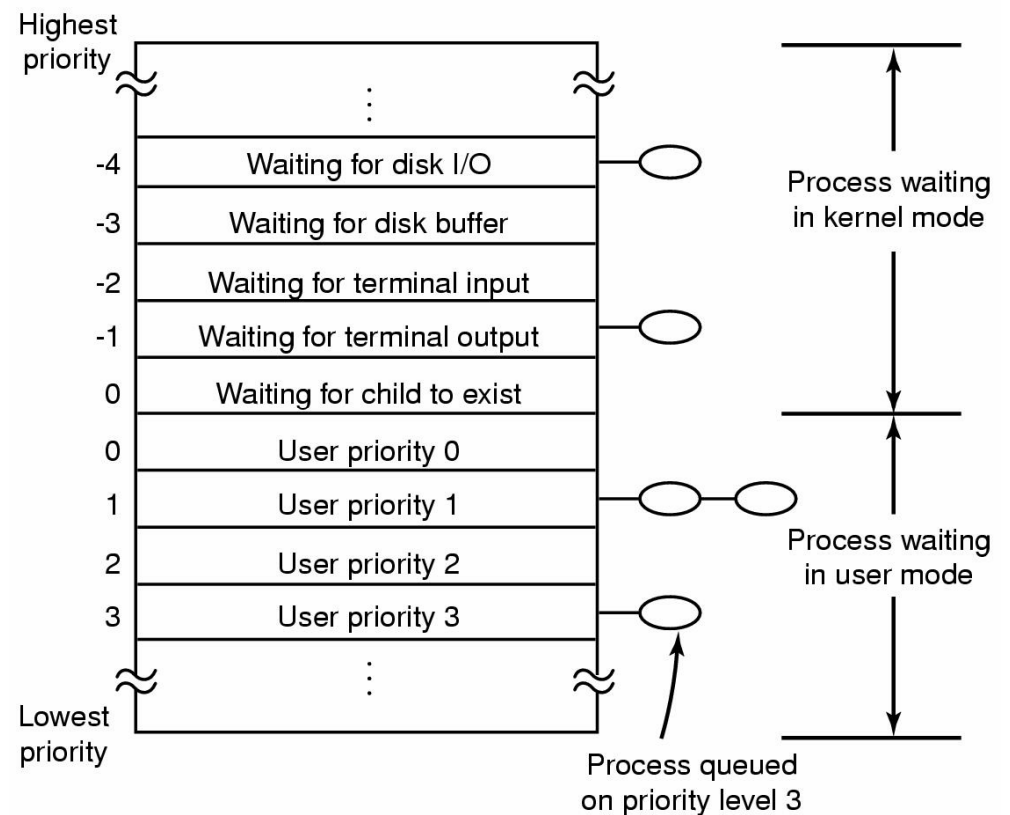 Highest
priority
⋮
-4 Waiting for disk I/O
-3 Waiting for disk buffer
-2 Waiting for terminal input
-1 Waiting for terminal output
0 Waiting for child to exist
0 User priority 0
1 User priority 1
2 User priority 2
3 User priority 3
⋮
Lowest
priority
Process waiting
in kernel mode
Process waiting
in user mode
Process queued
on priority level 3